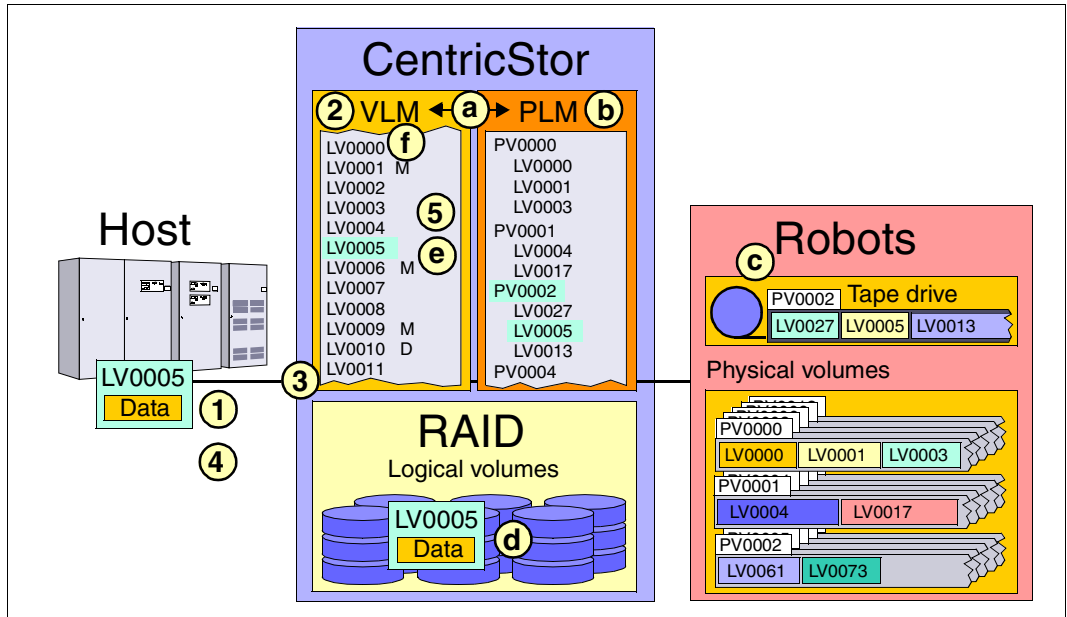 CentricStor
2 VLM a PLM b
f
LV0000
LV0001 M
LV0002
LV0003
LV0004
LV0005
LV0006 M
LV0007
LV0008
LV0009 M
LV0010 D
LV0011
5
e
PV0000
LV0000
LV0001
LV0003
PV0001
LV0004
LV0017
PV0002
LV0027
LV0005
LV0013
PV0004
Host
LV0005
Data
1
3
4
RAID
Logical volumes
LV0005
Data
d
Robots
c
Tape drive
PV0002
LV0027 LV0005 LV0013
Physical volumes
PV0000
LV0000 LV0001 LV0003
PV0001
LV0004 LV0017
PV0002
LV0061 LV0073